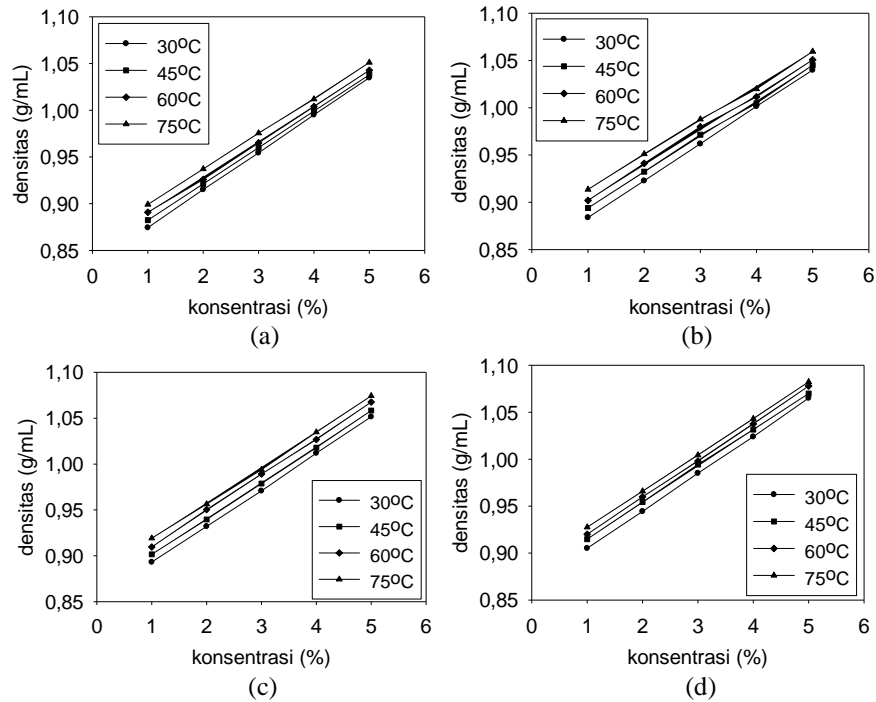 1,10
1,05
1,00
0,95
0,90
0,85
densitas (g/mL)
30ºC
45ºC
60ºC
75ºC
0 1 2 3 4 5 6
konsentrasi (%)
(a)
1,10
1,05
1,00
0,95
0,90
0,85
densitas (g/mL)
30ºC
45ºC
60ºC
75ºC
0 1 2 3 4 5 6
konsentrasi (%)
(b)
1,10
1,05
1,00
0,95
0,90
0,85
densitas (g/mL)
30ºC
45ºC
60ºC
75ºC
0 1 2 3 4 5 6
konsentrasi (%)
(c)
1,10
1,05
1,00
0,95
0,90
0,85
densitas (g/mL)
30ºC
45ºC
60ºC
75ºC
0 1 2 3 4 5 6
konsentrasi (%)
(d)